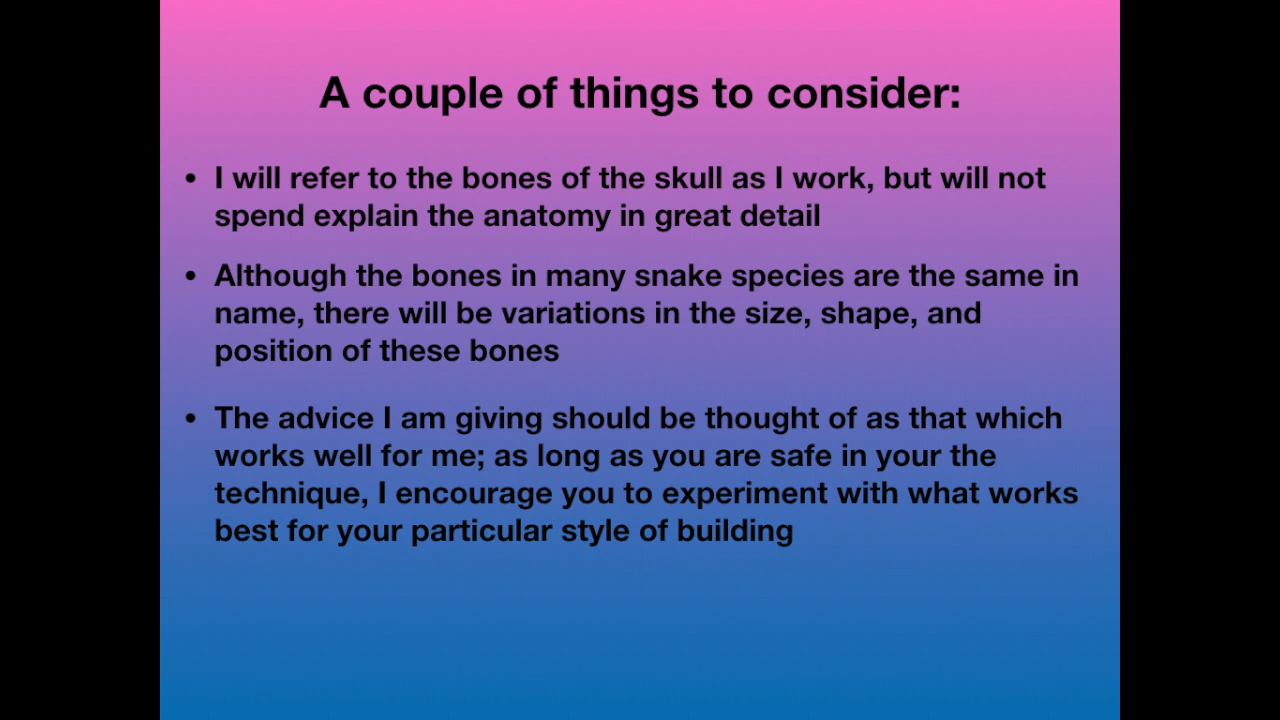 A couple of things to consider:
• I will refer to the bones of the skull as I work, but will not
spend explain the anatomy in great detail
• Although the bones in many snake species are the same in
name, there will be variations in the size, shape, and
position of these bones
• The advice I am giving should be thought of as that which
works well for me; as long as you are safe in your the
technique, I encourage you to experiment with what works
best for your particular style of building